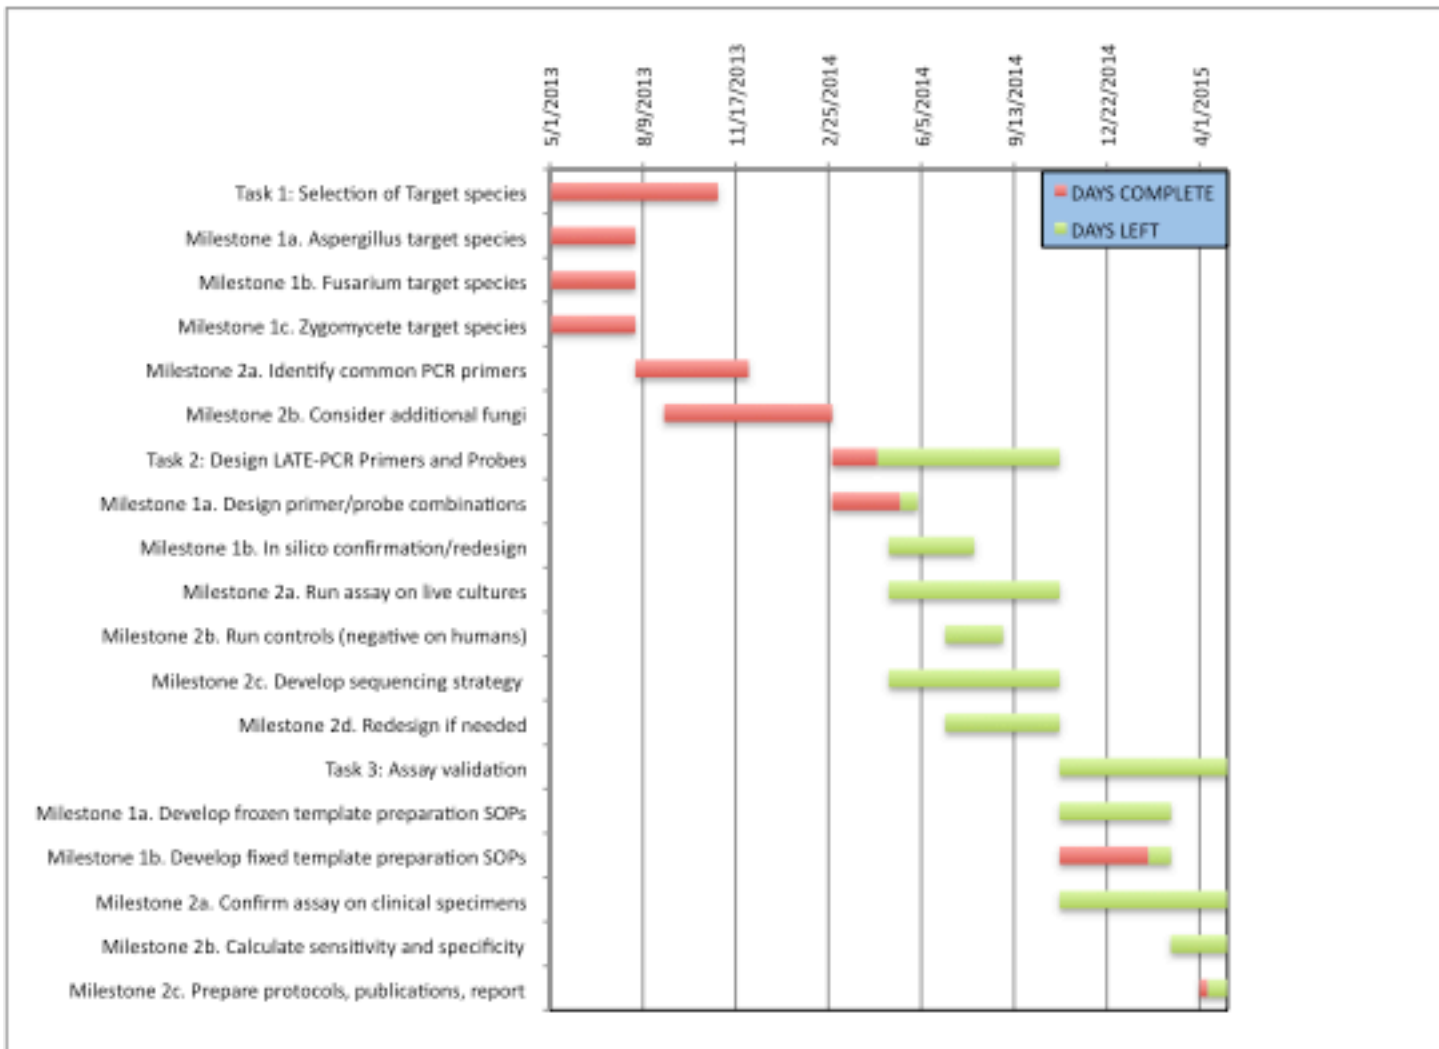 5/1/2013
8/9/2013
11/17/2013
2/25/2014
6/5/2014
9/13/2014
12/22/2014
4/1/2015
DAYS COMPLETE
DAYS LEFT
Task 1: Selection of Target species
Milestone 1a. Aspergillus target species
Milestone 1b. Fusarium target species
Milestone 1c. Zygomycete target species
Milestone 2a. Identify common PCR primers
Milestone 2b. Consider additional fungi
Task 2: Design LATE-PCR Primers and Probes
Milestone 1a. Design primer/probe combinations
Milestone 1b. In silico confirmation/redesign
Milestone 2a. Run assay on live cultures
Milestone 2b. Run controls (negative on humans)
Milestone 2c. Develop sequencing strategy
Milestone 2d. Redesign if needed
Task 3: Assay validation
Milestone 1a. Develop frozen template preparation SOPs
Milestone 1b. Develop fixed template preparation SOPs
Milestone 2a. Confirm assay on clinical specimens
Milestone 2b. Calculate sensitivity and specificity
Milestone 2c. Prepare protocols, publications, report